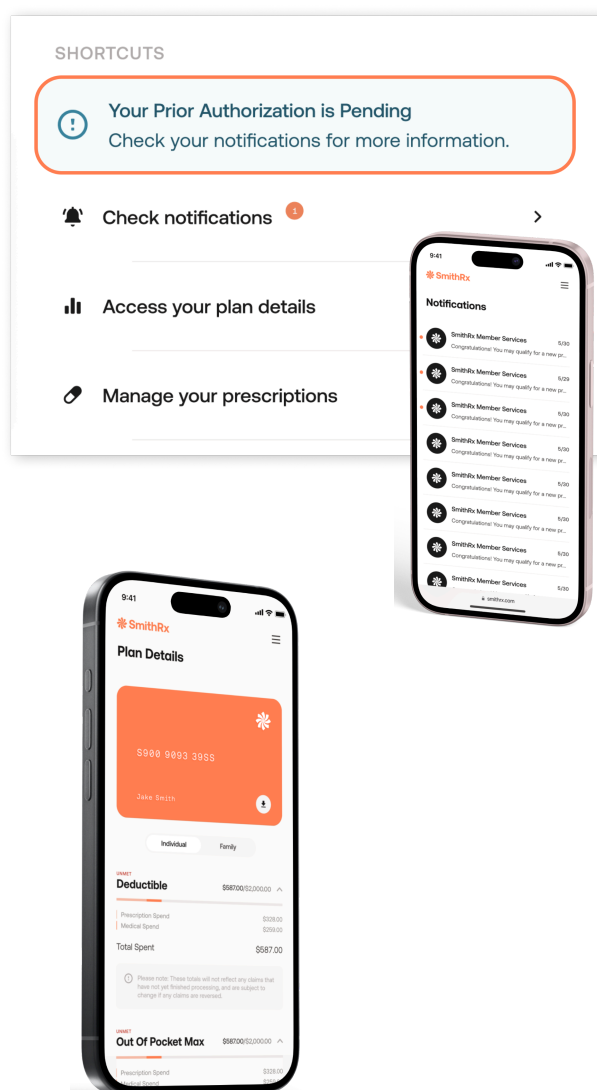 SHORTCUTS
Your Prior Authorization is Pending
Check your notifications for more information.
Check notifications 1
Access your plan details
Manage your prescriptions
9:41
SmithRx
Notifications
SmithRx Member Services 5/30
Congratulations! You may qualify for a new pr...
SmithRx Member Services 5/29
Congratulations! You may qualify for a new pr...
SmithRx Member Services 5/30
Congratulations! You may qualify for a new pr...
SmithRx Member Services 5/30
Congratulations! You may qualify for a new pr...
SmithRx Member Services 5/30
Congratulations! You may qualify for a new pr...
SmithRx Member Services 5/30
Congratulations! You may qualify for a new pr...
SmithRx Member Services 5/30
Congratulations! You may qualify for a new pr...
SmithRx Member Services 5/30
smithrx.com
9:41
SmithRx
Plan Details
S900 9093 39SS
Jake Smith
Individual Family
UNMET
Deductible $587.00/$2,000.00
Prescription Spend $328.00
Medical Spend $259.00
Total Spent $587.00
Please note: These totals will not reflect any claims that
have not yet finished processing, and are subject to
change if any claims are reversed.
UNMET
Out Of Pocket Max $587.00/$2,000.00
Prescription Spend $328.00
Medical Spend $259.00